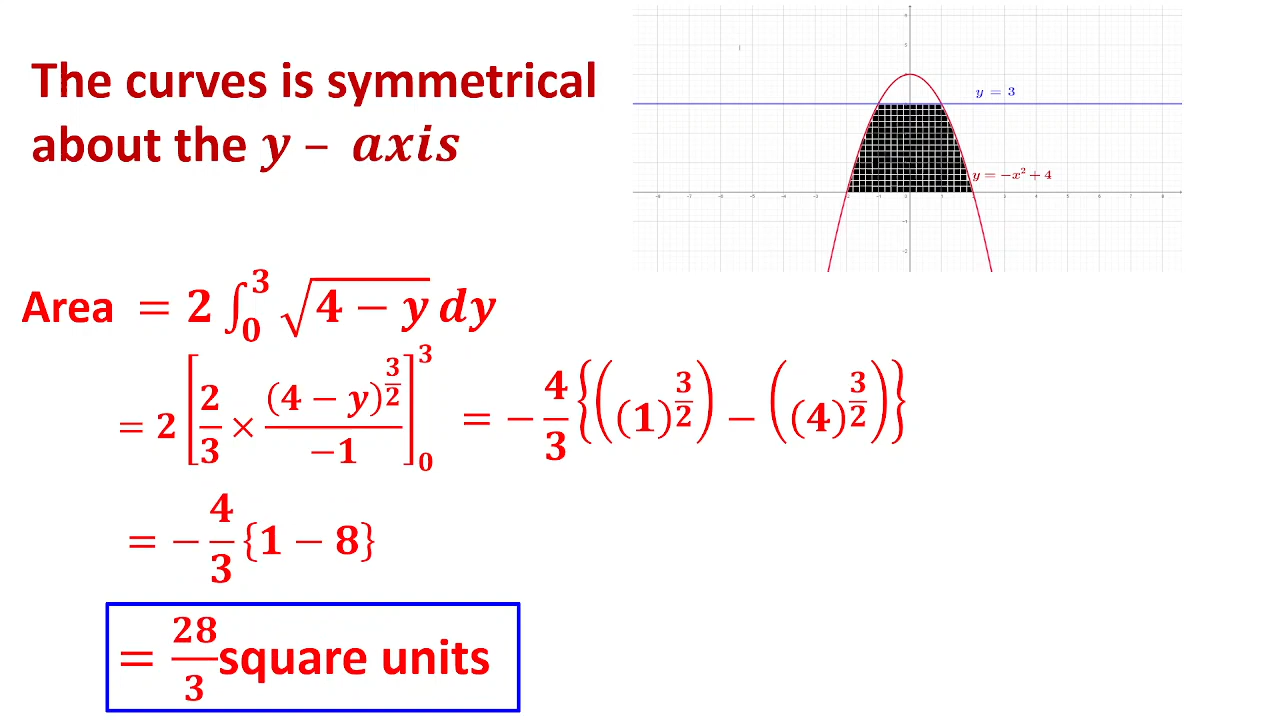 The curves is symmetrical
about the y – axis
y = 3
y = −x² + 4
Area = 2 ∫₀³ √(4 − y) dy
= 2 [2/3 × (4 − y)^(3/2) / −1]₀³ = − 4/3 {((1)^(3/2)) − ((4)^(3/2))}
= − 4/3 {1 − 8}
= 28/3 square units